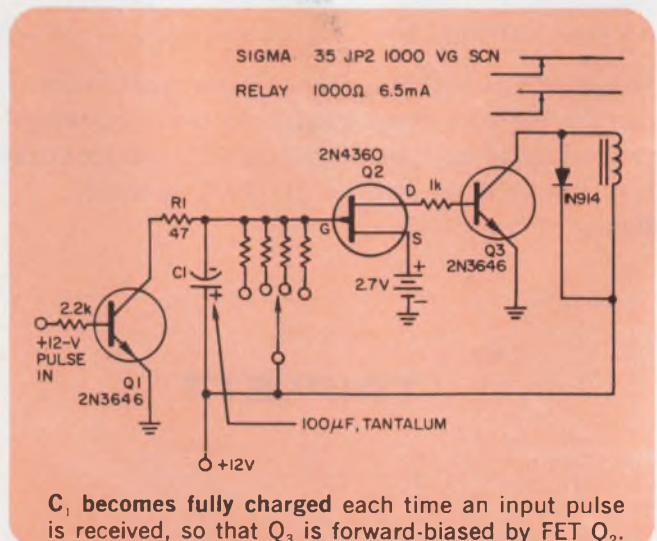 SIGMA 35 JP2 1000 VG SCN
RELAY 1000Ω 6.5mA
2N4360
Q2
R1
47
D
1k
G
S
IN914
C1
+
2.7V
+
−
Q3
2N3646
2.2k
+12-V
PULSE
IN
Q1
2N3646
100μF, TANTALUM
+12V
C₁ becomes fully charged each time an input pulse
is received, so that Q₃ is forward-biased by FET Q₂.